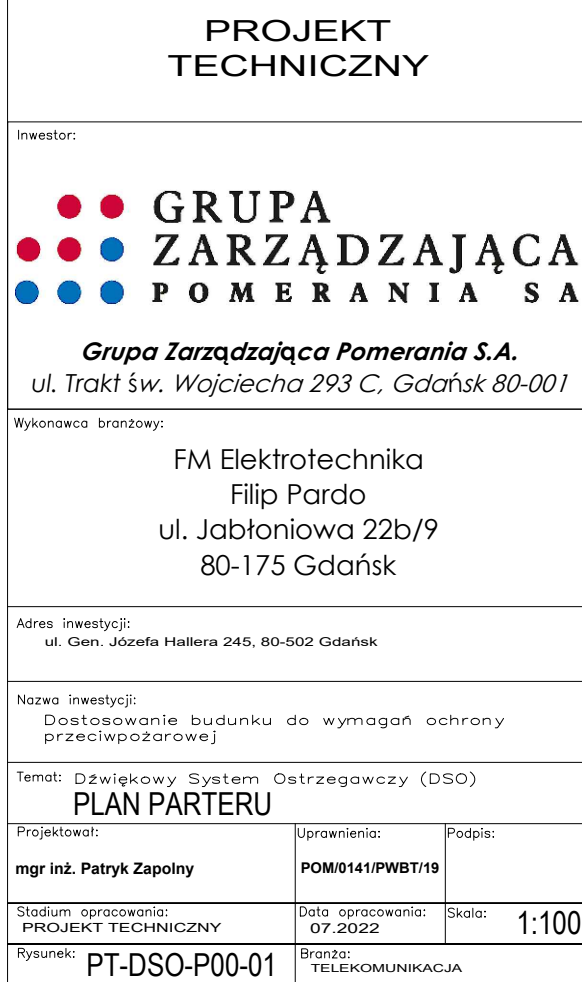 PROJEKT
TECHNICZNY
Inwestor:
GRUPA
ZARZĄDZAJĄCA
POMERANIA SA
Grupa Zarządzająca Pomerania S.A.
ul. Trakt św. Wojciecha 293 C, Gdańsk 80-001
Wykonawca branżowy:
FM Elektrotechnika
Filip Pardo
ul. Jabłoniowa 22b/9
80-175 Gdańsk
Adres inwestycji:
ul. Gen. Józefa Hallera 245, 80-502 Gdańsk
Nazwa inwestycji:
Dostosowanie budunku do wymagań ochrony
przeciwpożarowej
Temat: Dźwiękowy System Ostrzegawczy (DSO)
PLAN PARTERU
Projektował: Uprawnienia: Podpis:
mgr inż. Patryk Zapolny POM/0141/PWBT/19
Stadium opracowania: Data opracowania: Skala: 1:100
PROJEKT TECHNICZNY 07.2022
Rysunek: PT-DSO-P00-01 Branża:
TELEKOMUNIKACJA